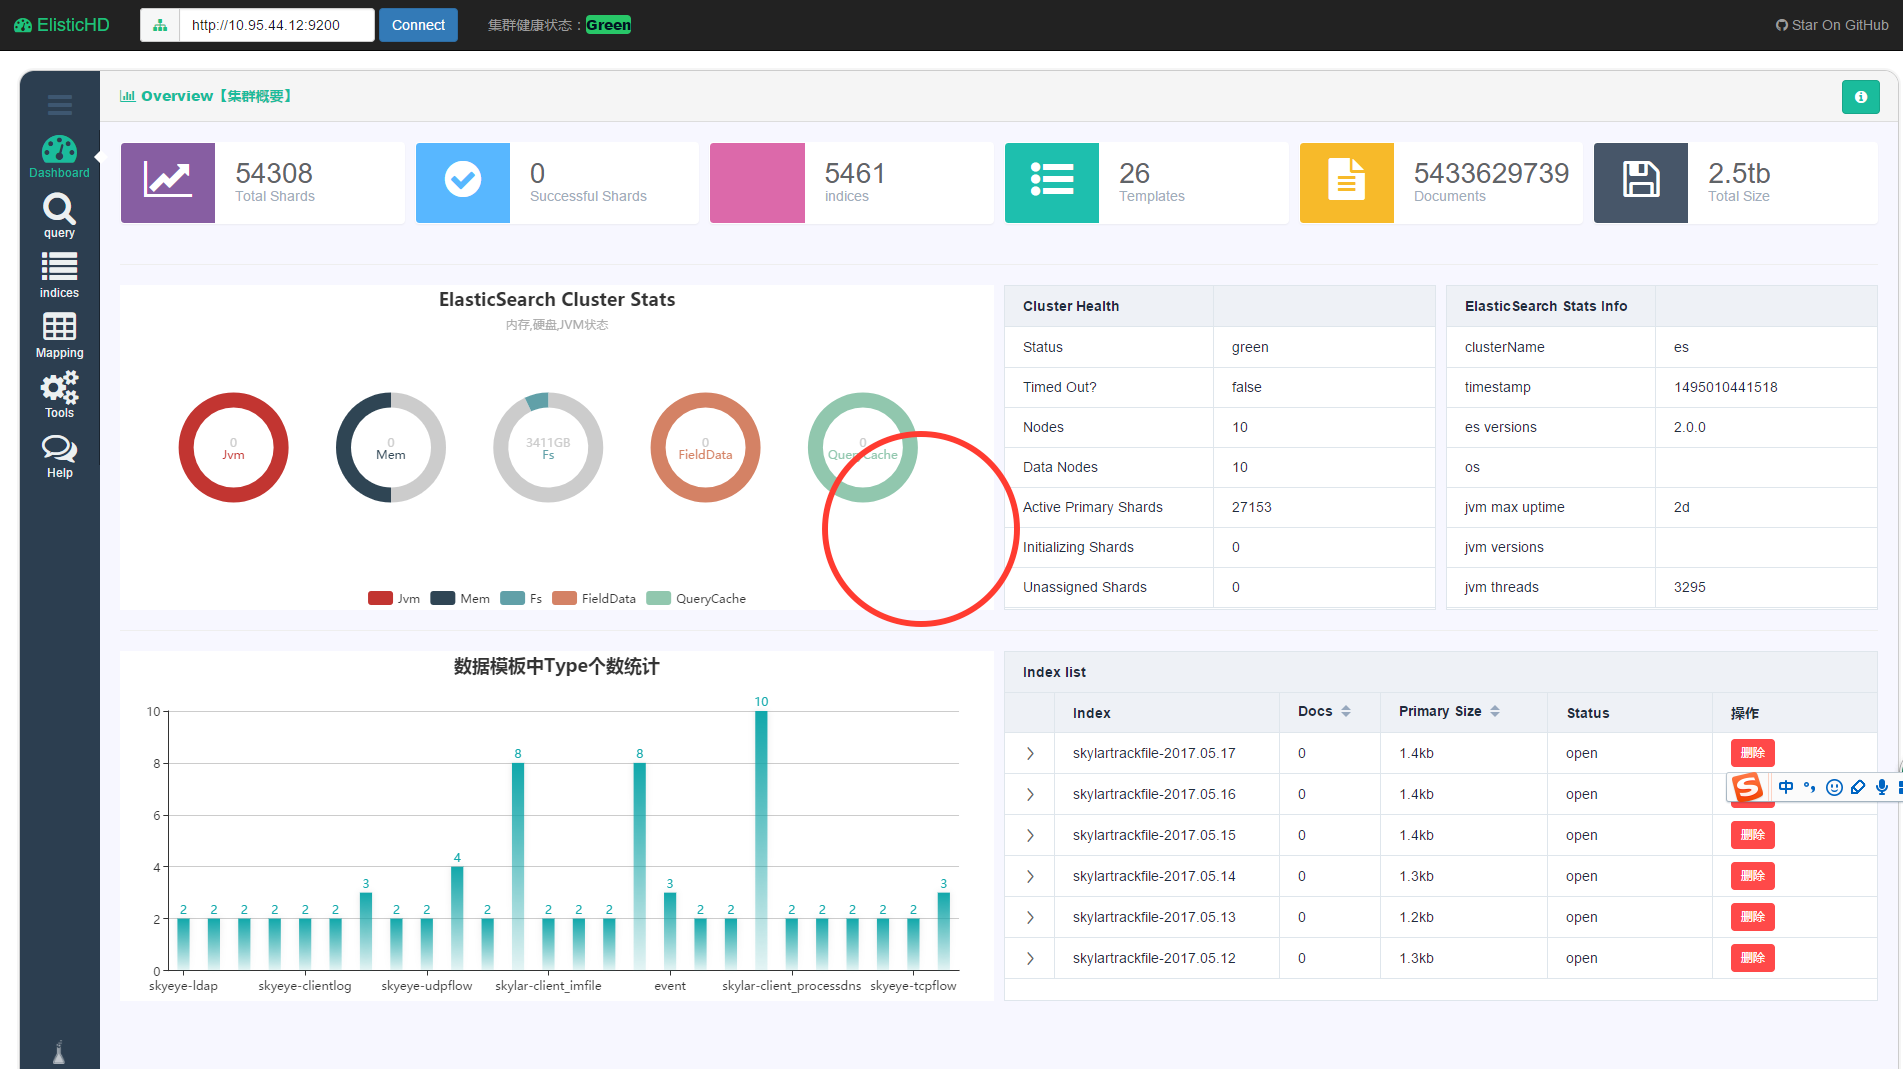 ElisticHD
http://10.95.44.12:9200
Connect
集群健康状态：Green
Star On GitHub
Overview【集群概要】
Dashboard
query
indices
Mapping
Tools
Help
54308
Total Shards
0
Successful Shards
5461
indices
26
Templates
5433629739
Documents
2.5tb
Total Size
ElasticSearch Cluster Stats
内存,硬盘,JVM状态
0
Jvm
0
Mem
3411GB
Fs
0
FieldData
0
QueryCache
Jvm Mem Fs FieldData QueryCache
Cluster Health
Status green
Timed Out? false
Nodes 10
Data Nodes 10
Active Primary Shards 27153
Initializing Shards 0
Unassigned Shards 0
ElasticSearch Stats Info
clusterName es
timestamp 1495010441518
es versions 2.0.0
os
jvm max uptime 2d
jvm versions
jvm threads 3295
数据模板中Type个数统计
10
8
6
4
2
0
2 2 2 2 2 2 3 2 2 4 2 8 2 2 2 8 3 2 2 10 2 2 2 2 2 3
skyeye-ldap skyeye-clientlog skyeye-udpflow skylar-client_imfile event skylar-client_processdns skyeye-tcpflow
Index list
Index Docs Primary Size Status 操作
skylartrackfile-2017.05.17 0 1.4kb open 删除
skylartrackfile-2017.05.16 0 1.4kb open
中
skylartrackfile-2017.05.15 0 1.4kb open 删除
skylartrackfile-2017.05.14 0 1.3kb open 删除
skylartrackfile-2017.05.13 0 1.2kb open 删除
skylartrackfile-2017.05.12 0 1.3kb open 删除